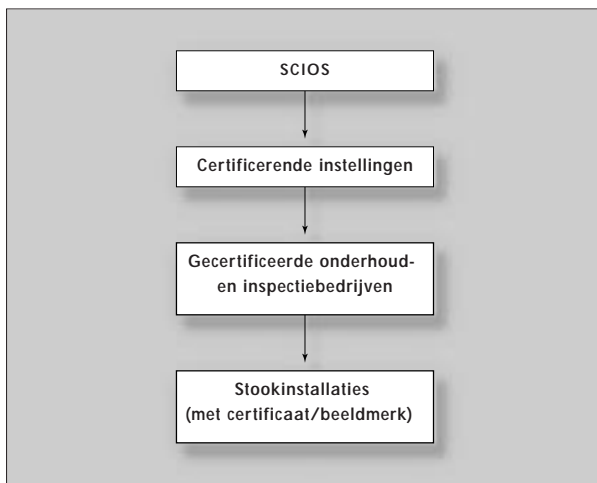 SCIOS
Certificerende instellingen
Gecertificeerde onderhoud-
en inspectiebedrijven
Stookinstallaties
(met certificaat/beeldmerk)